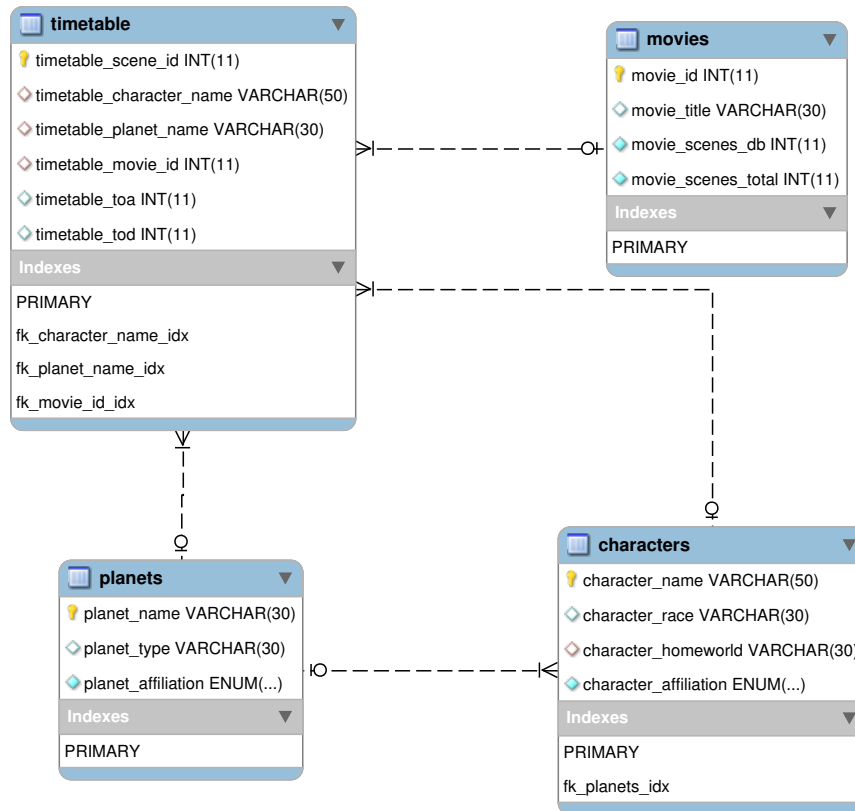 timetable
timetable_scene_id INT(11)
timetable_character_name VARCHAR(50)
timetable_planet_name VARCHAR(30)
timetable_movie_id INT(11)
timetable_toa INT(11)
timetable_tod INT(11)
Indexes
PRIMARY
fk_character_name_idx
fk_planet_name_idx
fk_movie_id_idx
movies
movie_id INT(11)
movie_title VARCHAR(30)
movie_scenes_db INT(11)
movie_scenes_total INT(11)
Indexes
PRIMARY
planets
planet_name VARCHAR(30)
planet_type VARCHAR(30)
planet_affiliation ENUM(...)
Indexes
PRIMARY
characters
character_name VARCHAR(50)
character_race VARCHAR(30)
character_homeworld VARCHAR(30)
character_affiliation ENUM(...)
Indexes
PRIMARY
fk_planets_idx